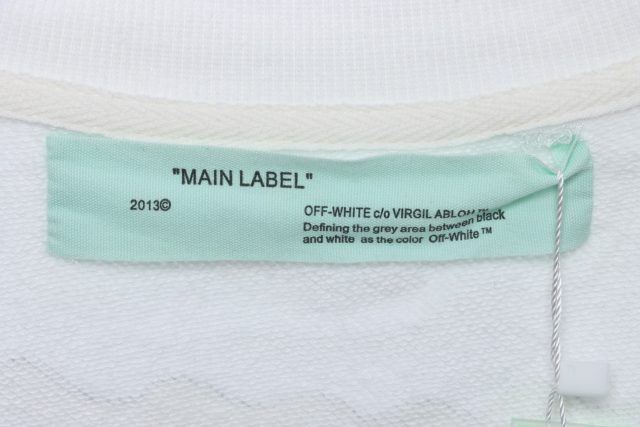 "MAIN LABEL"
2013©
OFF-WHITE c/o VIRGIL ABLOH
Defining the grey area between black
and white as the color Off-White™